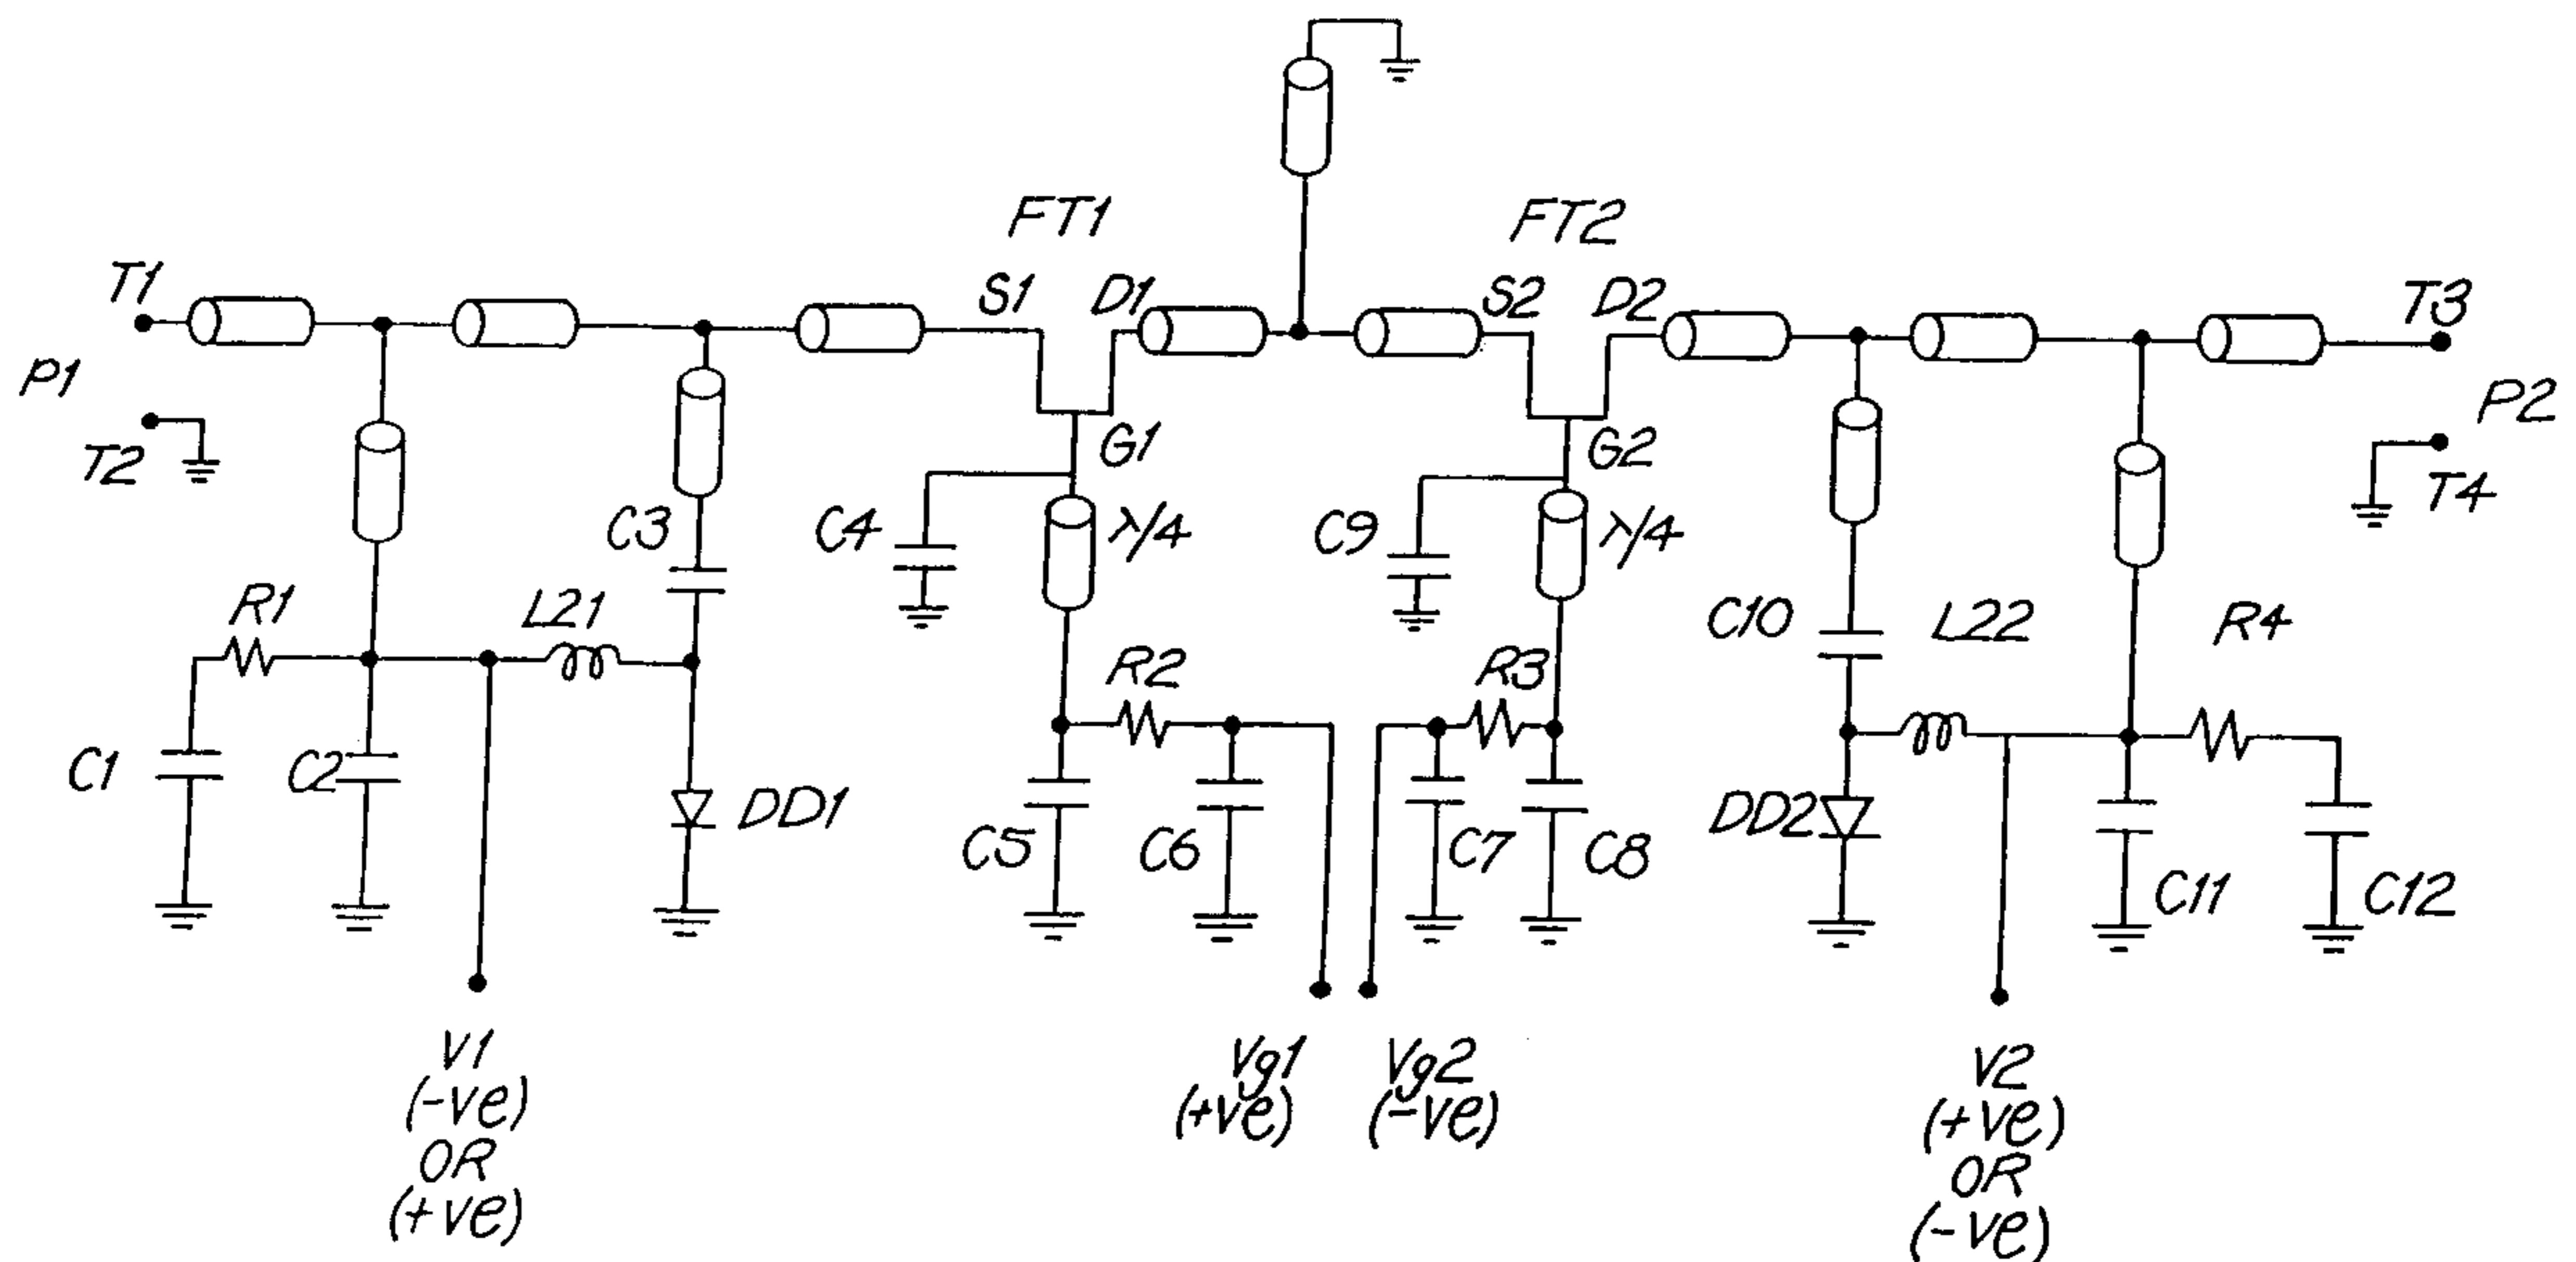 FT1
FT2
T1
S1
D1
S2
D2
T3
P1
P2
T2
G1
G2
T4
C3
C4
λ/4
C9
λ/4
R1
L21
C10
L22
R4
R2
R3
C1
C2
DD1
C5
C6
C7
C8
DD2
C11
C12
V1
(-ve)
OR
(+ve)
Vg1
(+ve)
Vg2
(-ve)
V2
(+ve)
OR
(-ve)